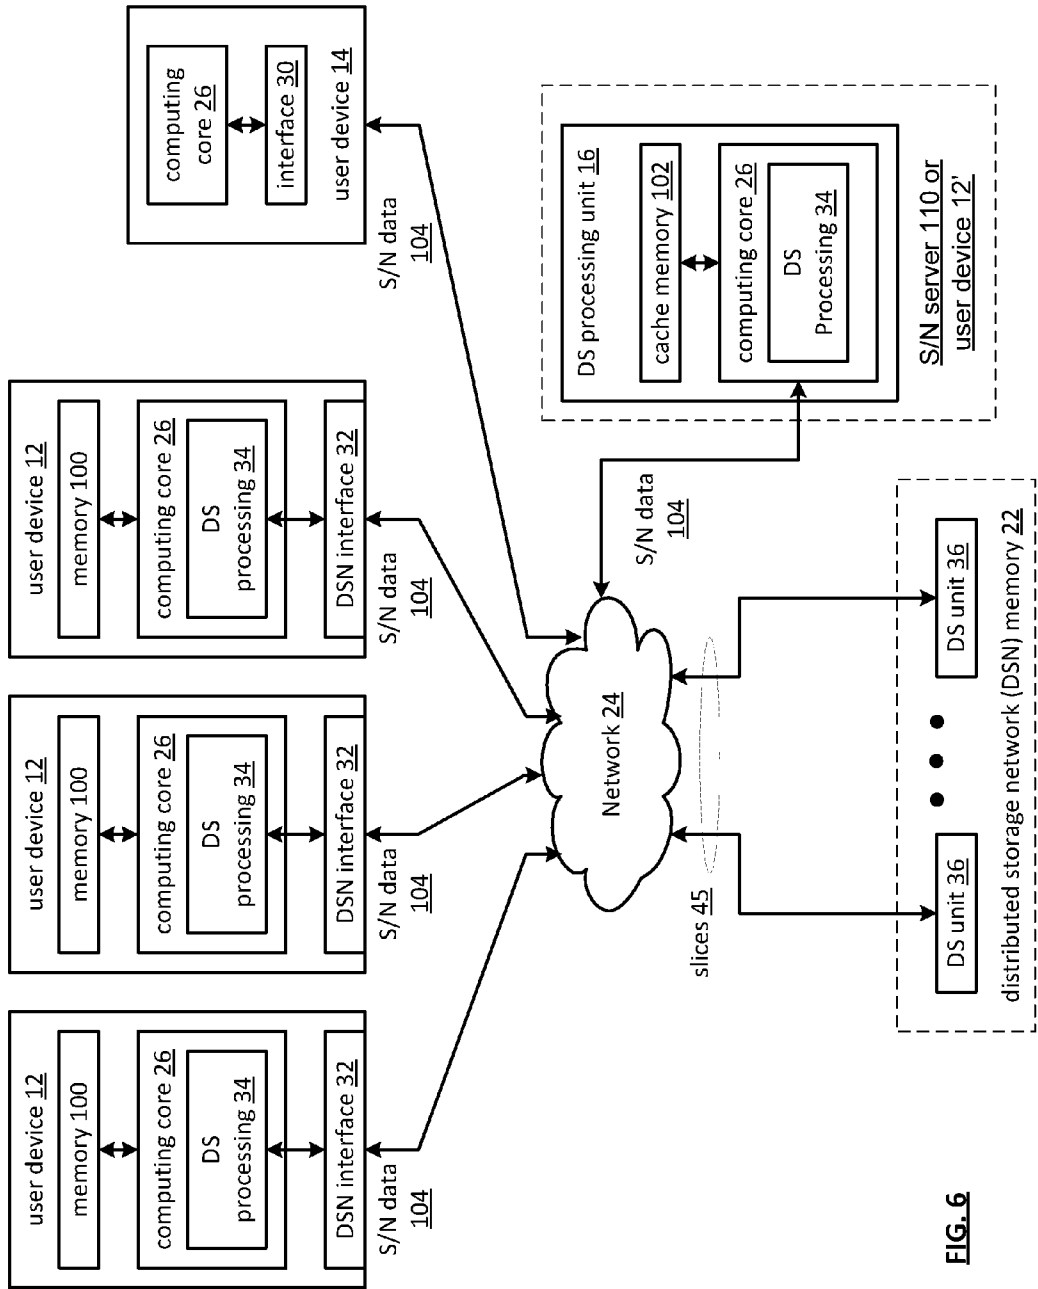 user device 12
memory 100
computing core 26
DS
processing 34
DSN interface 32
S/N data
104
user device 12
memory 100
computing core 26
DS
processing 34
DSN interface 32
S/N data
104
user device 12
memory 100
computing core 26
DS
processing 34
DSN interface 32
S/N data
104
computing
core 26
interface 30
user device 14
S/N data
104
Network 24
slices 45
S/N data
104
DS processing unit 16
cache memory 102
computing core 26
DS
Processing 34
S/N server 110 or
user device 12'
DS unit 36
DS unit 36
distributed storage network (DSN) memory 22
FIG. 6